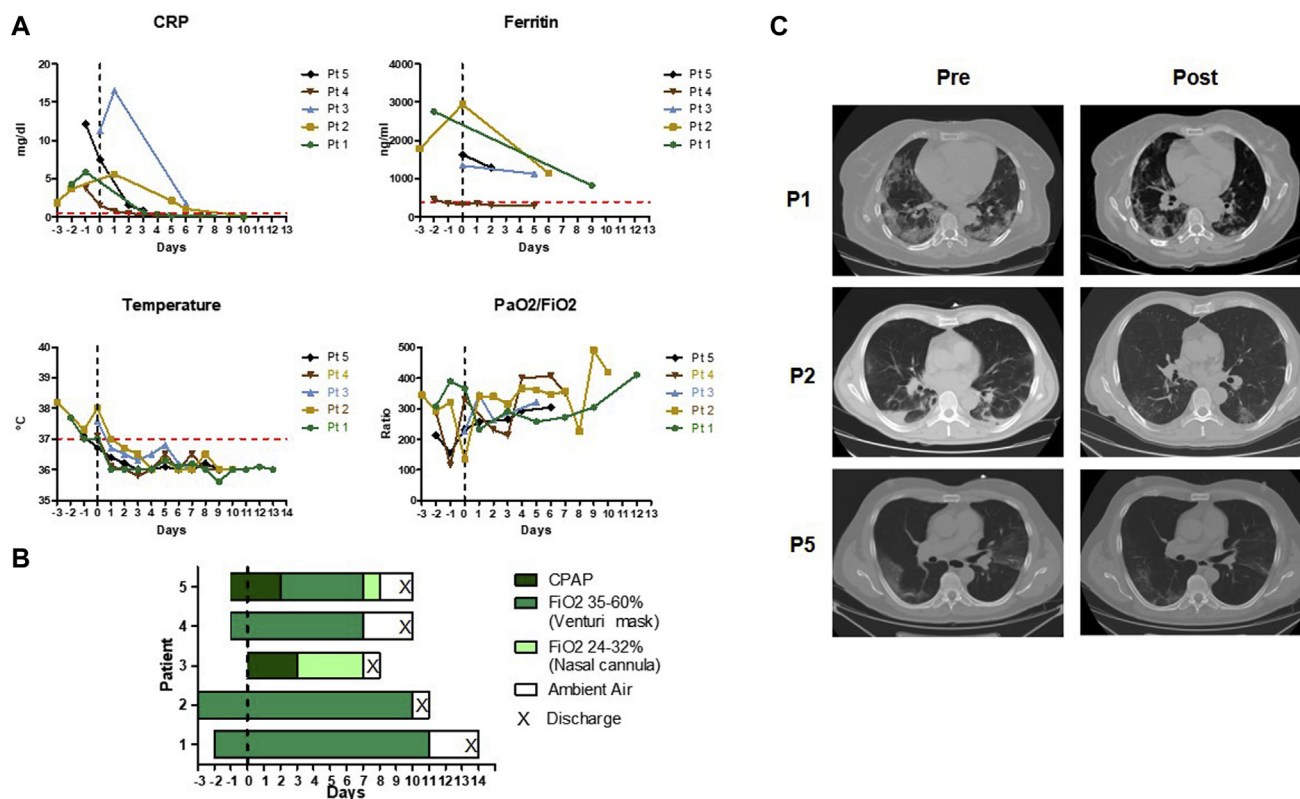 A
CRP
mg/dl
20
15
10
5
0
-3 -2 -1 0 1 2 3 4 5 6 7 8 9 10 11 12 13
Days
Pt 5
Pt 4
Pt 3
Pt 2
Pt 1
Ferritin
ng/ml
4000
3000
2000
1000
0
-3 -2 -1 0 1 2 3 4 5 6 7 8 9 10 11 12 13
Days
Pt 5
Pt 4
Pt 3
Pt 2
Pt 1
Temperature
°C
40
39
38
37
36
35
-3 -2 -1 0 1 2 3 4 5 6 7 8 9 10 11 12 13 14
Days
Pt 5
Pt 4
Pt 3
Pt 2
Pt 1
PaO2/FiO2
Ratio
500
400
300
200
100
0
-3 -2 -1 0 1 2 3 4 5 6 7 8 9 10 11 12 13
Days
Pt 5
Pt 4
Pt 3
Pt 2
Pt 1
B
Patient
5
4
3
2
1
X
X
X
X
X
-3 -2 -1 0 1 2 3 4 5 6 7 8 9 10 11 12 13 14
Days
CPAP
FiO2 35-60%
(Venturi mask)
FiO2 24-32%
(Nasal cannula)
Ambient Air
X Discharge
C
Pre Post
P1
P2
P5